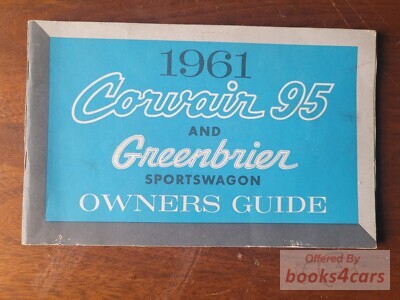 1961
Corvair 95
AND
Greenbrier
SPORTSWAGON
OWNERS GUIDE
Offered By
books4cars